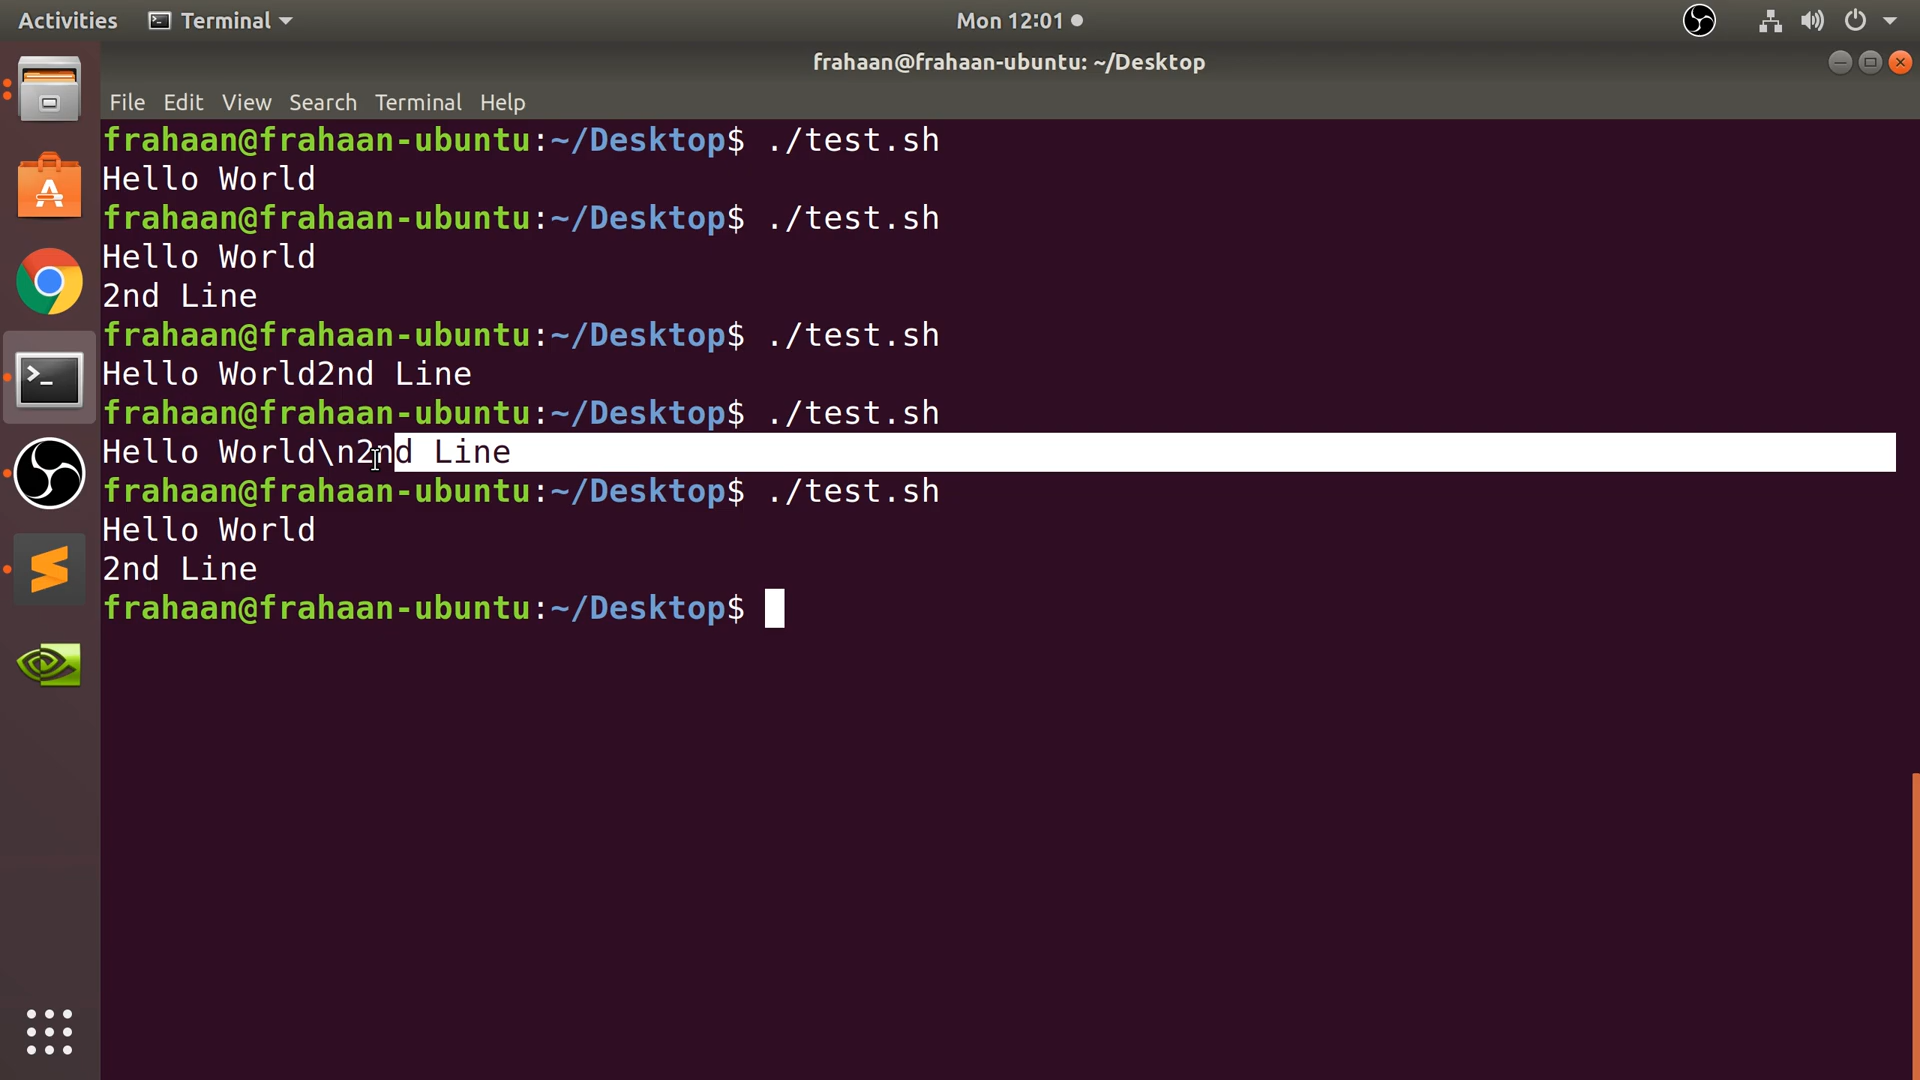 Activities Terminal Mon 12:01
frahaan@frahaan-ubuntu: ~/Desktop
File Edit View Search Terminal Help
frahaan@frahaan-ubuntu:~/Desktop$ ./test.sh
Hello World
frahaan@frahaan-ubuntu:~/Desktop$ ./test.sh
Hello World
2nd Line
frahaan@frahaan-ubuntu:~/Desktop$ ./test.sh
Hello World2nd Line
frahaan@frahaan-ubuntu:~/Desktop$ ./test.sh
Hello World\n2nd Line
frahaan@frahaan-ubuntu:~/Desktop$ ./test.sh
Hello World
2nd Line
frahaan@frahaan-ubuntu:~/Desktop$